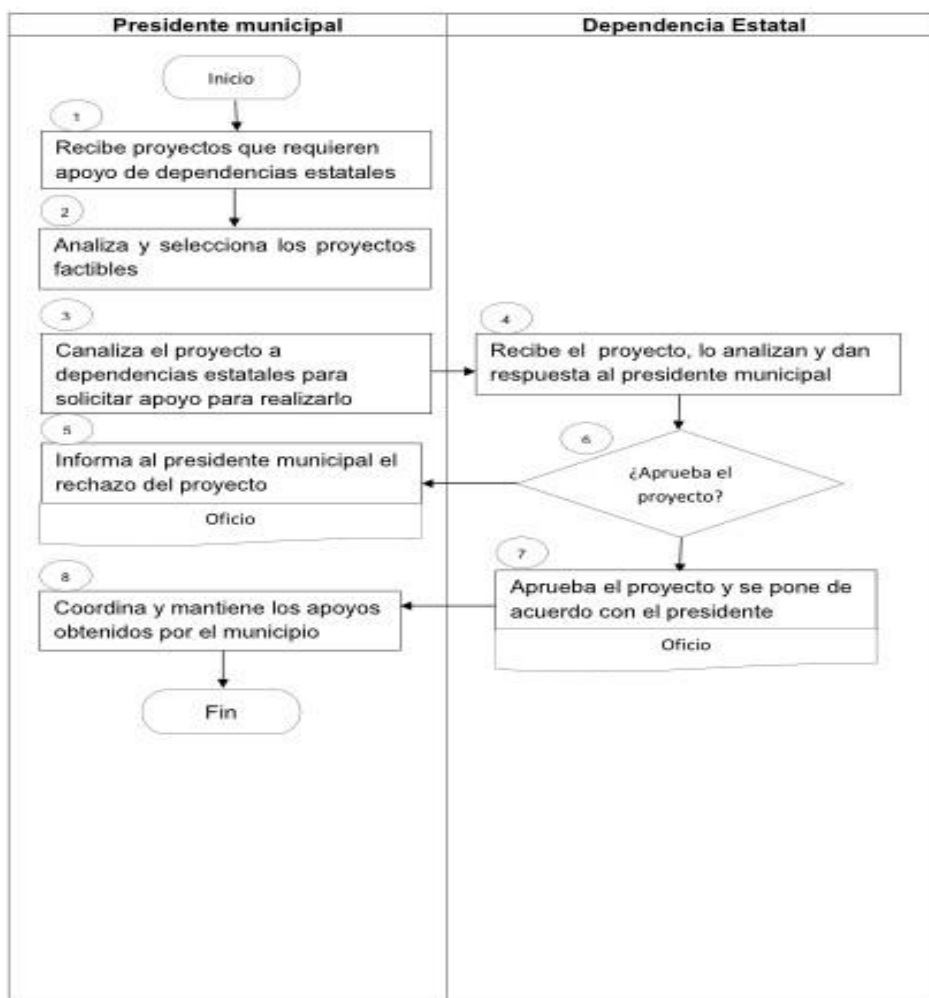 Presidente municipal
Dependencia Estatal
Inicio
1
Recibe proyectos que requieren
apoyo de dependencias estatales
2
Analiza y selecciona los proyectos
factibles
3
Canaliza el proyecto a
dependencias estatales para
solicitar apoyo para realizarlo
4
Recibe el proyecto, lo analizan y dan
respuesta al presidente municipal
5
Informa al presidente municipal el
rechazo del proyecto
Oficio
6
¿Aprueba el
proyecto?
7
Aprueba el proyecto y se pone de
acuerdo con el presidente
Oficio
8
Coordina y mantiene los apoyos
obtenidos por el municipio
Fin